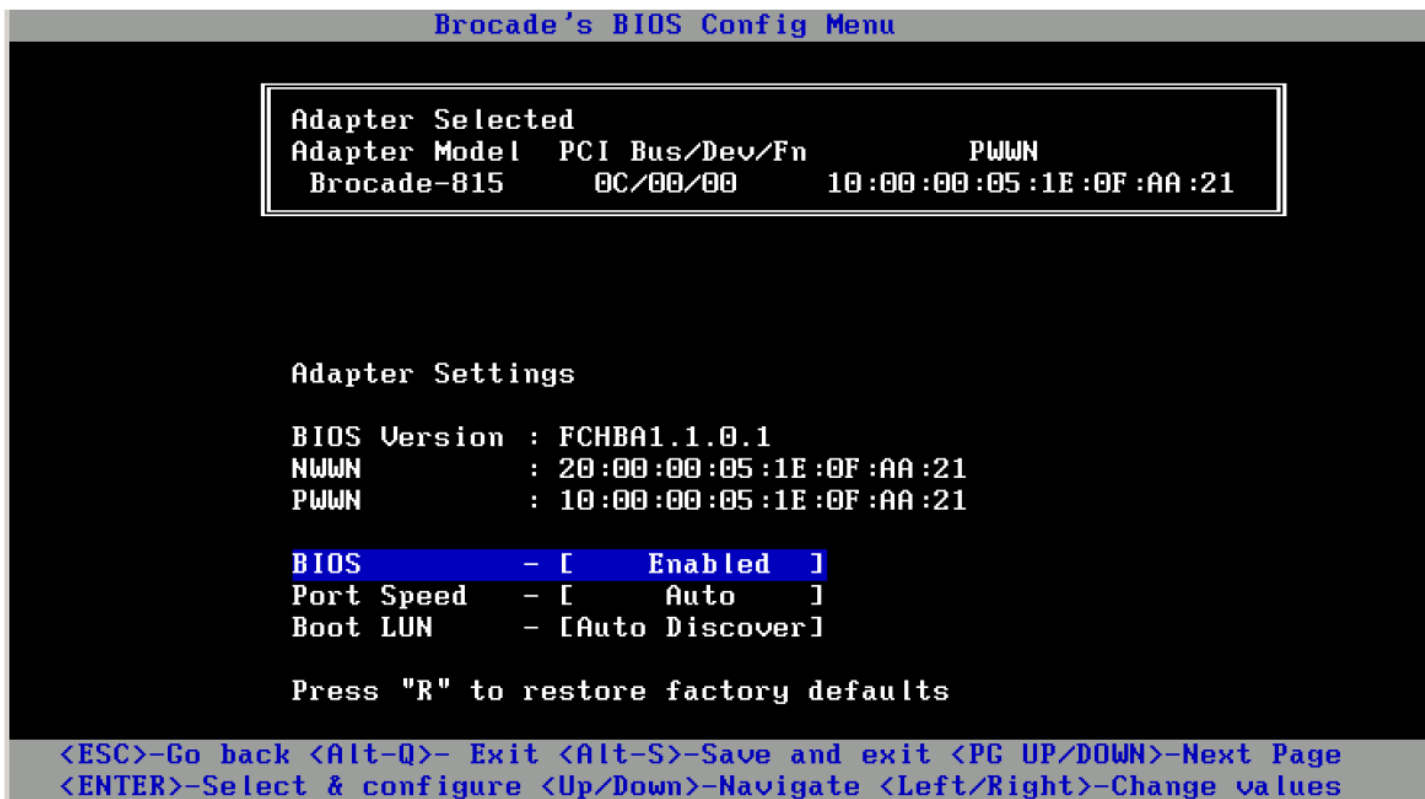 Brocade's BIOS Config Menu
Adapter Selected
Adapter Model PCI Bus/Dev/Fn PWWN
Brocade-815 0C/00/00 10:00:00:05:1E:0F:AA:21
Adapter Settings
BIOS Version : FCHBA1.1.0.1
NWWN : 20:00:00:05:1E:0F:AA:21
PWWN : 10:00:00:05:1E:0F:AA:21
BIOS - [ Enabled ]
Port Speed - [ Auto ]
Boot LUN - [Auto Discover]
Press "R" to restore factory defaults
<ESC>-Go back <Alt-Q>- Exit <Alt-S>-Save and exit <PG UP/DOWN>-Next Page
<ENTER>-Select & configure <Up/Down>-Navigate <Left/Right>-Change values